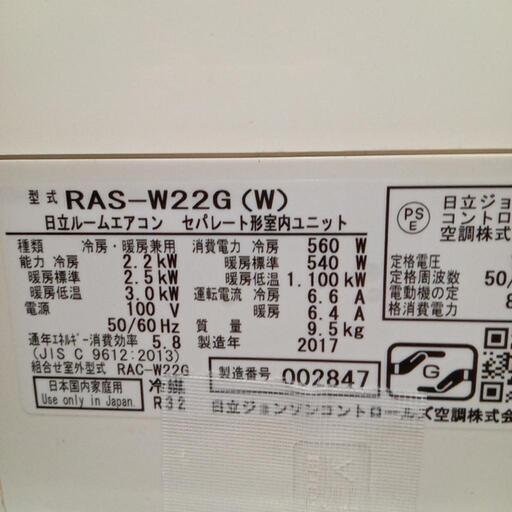 型式 RAS-W22G (W)
日立ルームエアコン セパレート形室内ユニット
種類 冷房・暖房兼用
能力 冷房 2.2 kW
暖房標準 2.5 kW
暖房低温 3.0 kW
電源 100 V
50/60 Hz
通年エネルギー消費効率 5.8
(JIS C 9612:2013)
組合せ室外型式 RAC-W22G
日本国内家庭用
Use only in Japan.
冷媒
R32
消費電力 冷房 560 W
暖房標準 540 W
暖房低温 1.100 kW
運転電流 冷房 6.6 A
暖房 6.4 A
質量 9.5 kg
製造年 2017
製造番号 002847
日立ジョンソンコントロールズ空調株
PS
E
日立ジョ
コントロ
空調株式
定格電圧
定格周波数 50/
電動機の定
格消費電力 8
G